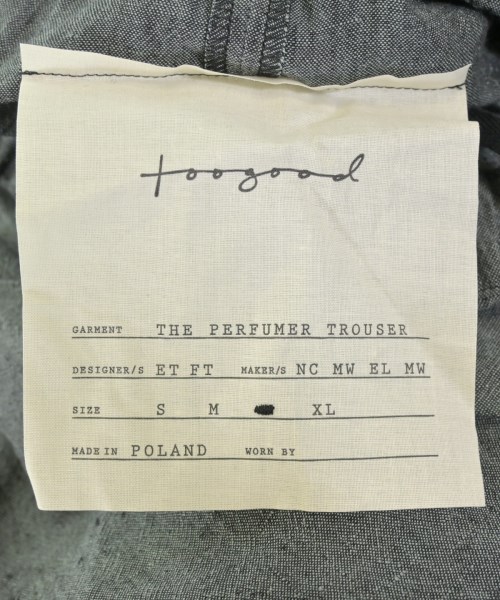 toogood
GARMENT THE PERFUMER TROUSER
DESIGNER/S ET FT MAKER/S NC MW EL MW
SIZE S M XL
MADE IN POLAND WORN BY